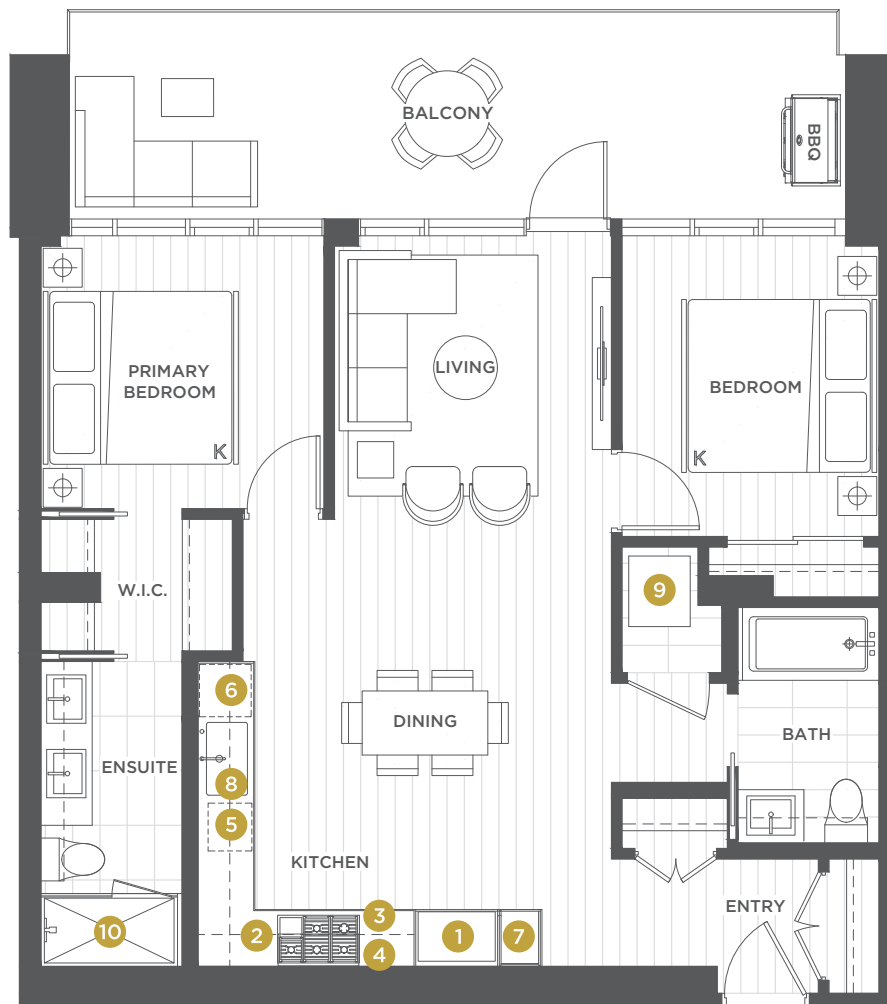 BALCONY
BBQ
PRIMARY
BEDROOM
K
LIVING
BEDROOM
K
W.I.C.
9
6
DINING
BATH
ENSUITE
8
5
KITCHEN
ENTRY
10
2
3
4
1
7